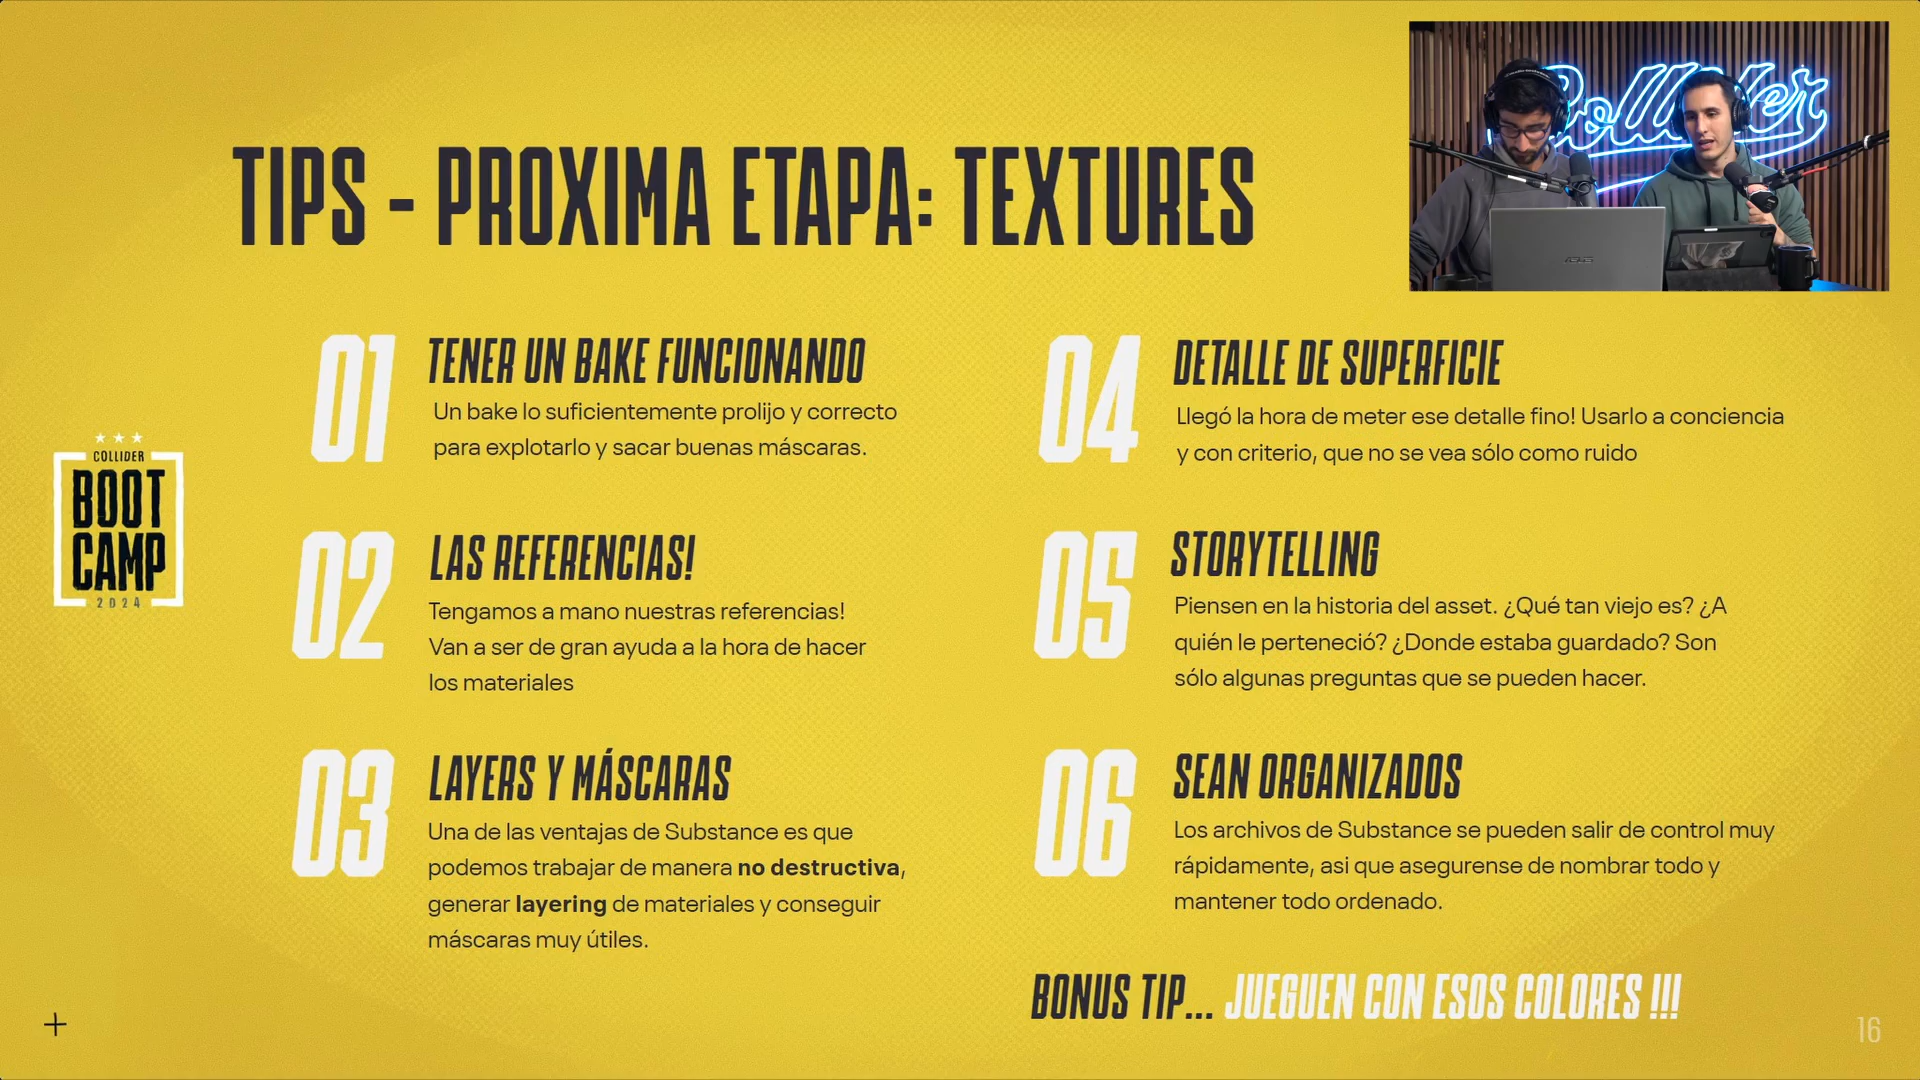 TIPS - PROXIMA ETAPA: TEXTURES
Collider
ASUS
01
TENER UN BAKE FUNCIONANDO
Un bake lo suficientemente prolijo y correcto
para explotarlo y sacar buenas máscaras.
02
LAS REFERENCIAS!
Tengamos a mano nuestras referencias!
Van a ser de gran ayuda a la hora de hacer
los materiales
03
LAYERS Y MÁSCARAS
Una de las ventajas de Substance es que
podemos trabajar de manera no destructiva,
generar layering de materiales y conseguir
máscaras muy útiles.
04
DETALLE DE SUPERFICIE
Llegó la hora de meter ese detalle fino! Usarlo a conciencia
y con criterio, que no se vea sólo como ruido
05
STORYTELLING
Piensen en la historia del asset. ¿Qué tan viejo es? ¿A
quién le perteneció? ¿Donde estaba guardado? Son
sólo algunas preguntas que se pueden hacer.
06
SEAN ORGANIZADOS
Los archivos de Substance se pueden salir de control muy
rápidamente, asi que asegurense de nombrar todo y
mantener todo ordenado.
BONUS TIP... JUEGUEN CON ESOS COLORES !!!
COLLIDER
BOOT
CAMP
2024
16